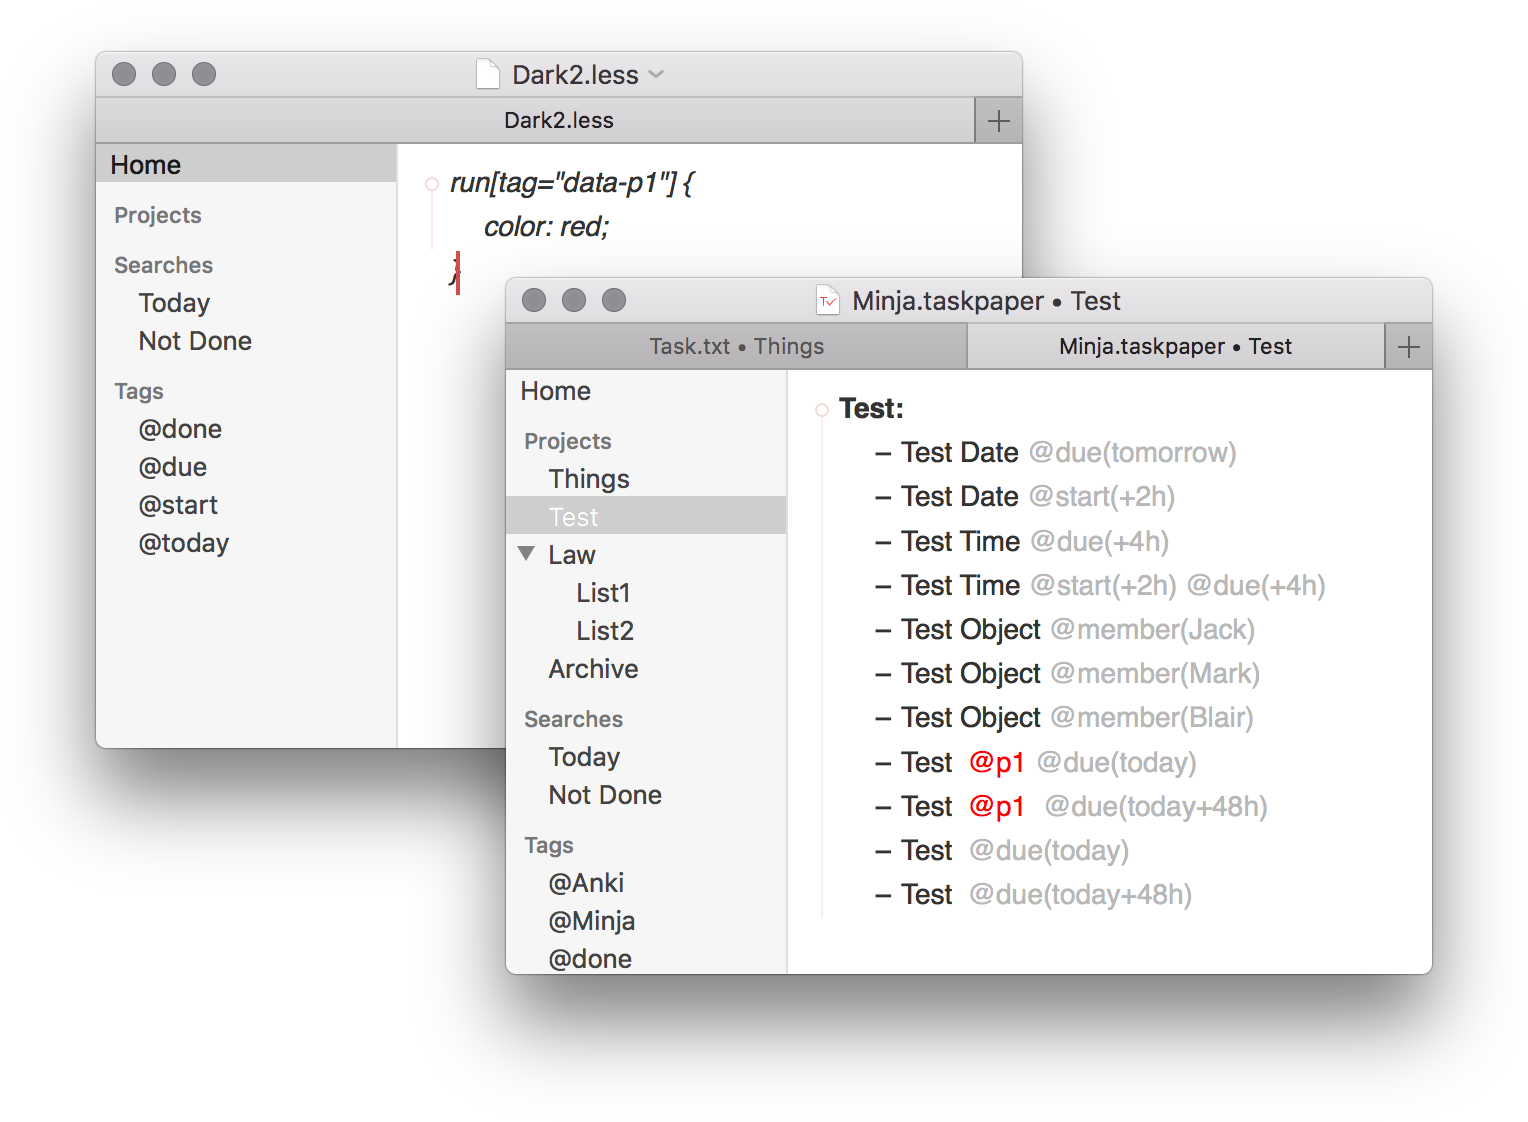 Dark2.less
Dark2.less
Home
Projects
Searches
Today
Not Done
Tags
@done
@due
@start
@today
run[tag="data-p1"] {
color: red;
}
Minja.taskpaper • Test
Task.txt • Things
Minja.taskpaper • Test
Home
Projects
Things
Test
Law
List1
List2
Archive
Searches
Today
Not Done
Tags
@Anki
@Minja
@done
Test:
– Test Date @due(tomorrow)
– Test Date @start(+2h)
– Test Time @due(+4h)
– Test Time @start(+2h) @due(+4h)
– Test Object @member(Jack)
– Test Object @member(Mark)
– Test Object @member(Blair)
– Test @p1 @due(today)
– Test @p1 @due(today+48h)
– Test @due(today)
– Test @due(today+48h)